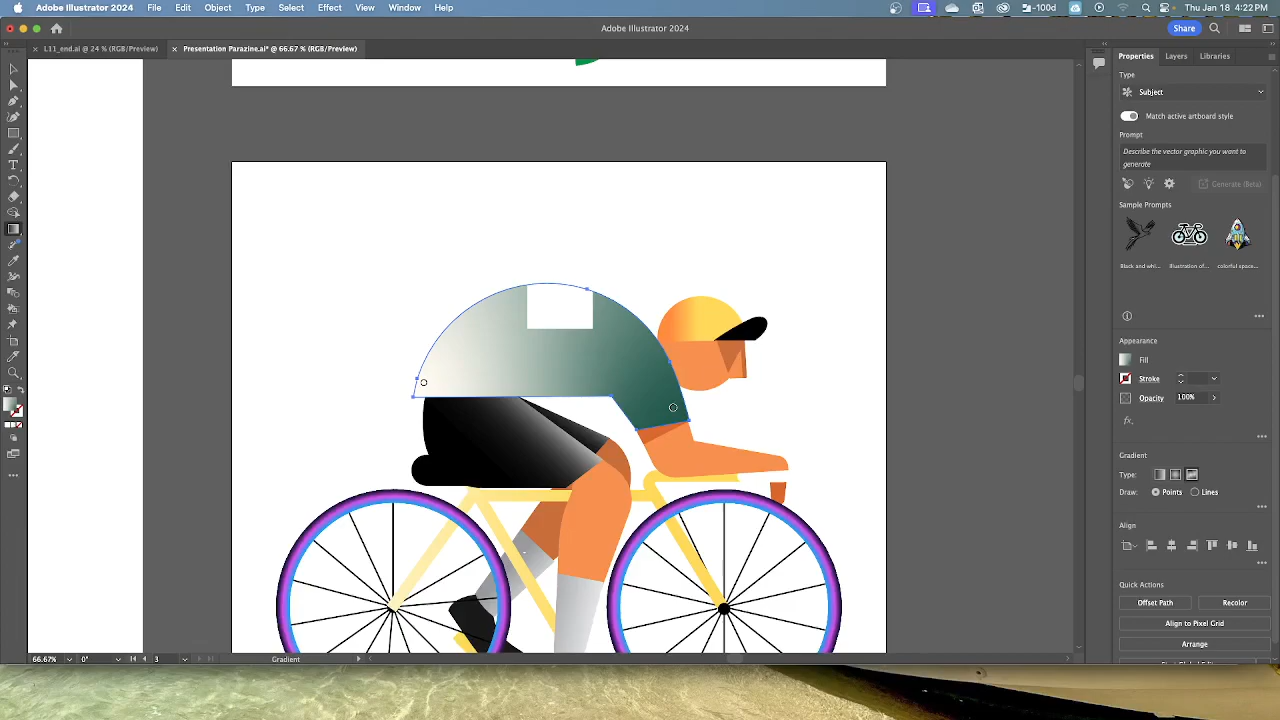 Adobe Illustrator 2024 File Edit Object Type Select Effect View Window Help -100d Thu Jan 18 4:22 PM
Adobe Illustrator 2024 Share
× L11_end.ai @ 24 % (RGB/Preview) × Presentation Parazine.ai* @ 66.67 % (RGB/Preview)
Properties Layers Libraries
Type
Subject
Match active artboard style
Prompt
Describe the vector graphic you want to
generate
Generate (Beta)
Sample Prompts
Black and whi... Illustration of... colorful space...
Appearance
Fill
Stroke
Opacity 100%
fx
Gradient
Type:
Draw: Points Lines
Align
Quick Actions
Offset Path Recolor
Align to Pixel Grid
Arrange
66.67% 0° 3 Gradient